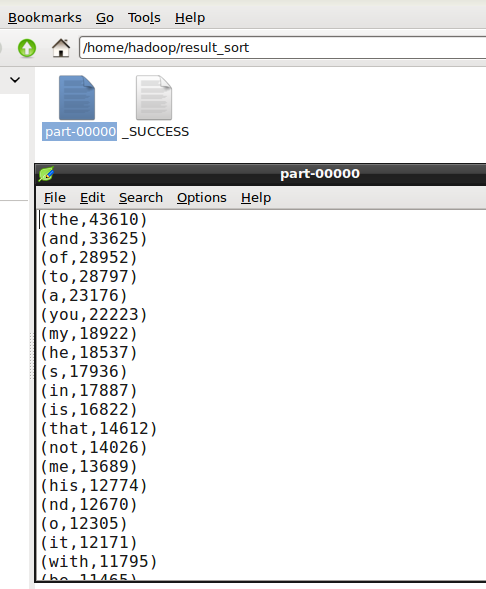 Bookmarks Go Tools Help
/home/hadoop/result_sort
part-00000 _SUCCESS
part-00000
File Edit Search Options Help
(the,43610)
(and,33625)
(of,28952)
(to,28797)
(a,23176)
(you,22223)
(my,18922)
(he,18537)
(s,17936)
(in,17887)
(is,16822)
(that,14612)
(not,14026)
(me,13689)
(his,12774)
(nd,12670)
(o,12305)
(it,12171)
(with,11795)